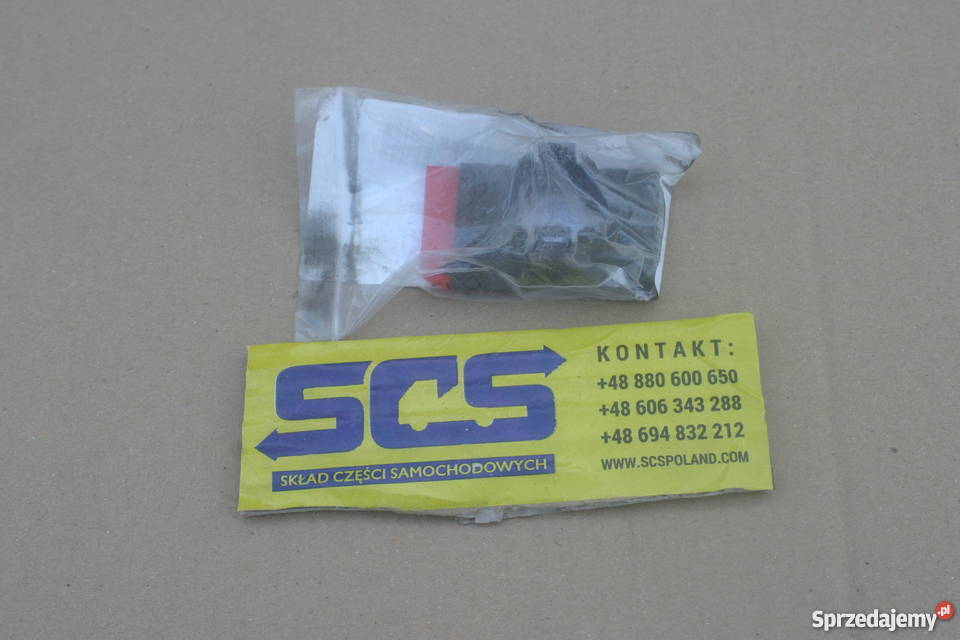 SCS
SKŁAD CZĘŚCI SAMOCHODOWYCH
KONTAKT:
+48 880 600 650
+48 606 343 288
+48 694 832 212
WWW.SCSPOLAND.COM
Sprzedajemy.pl